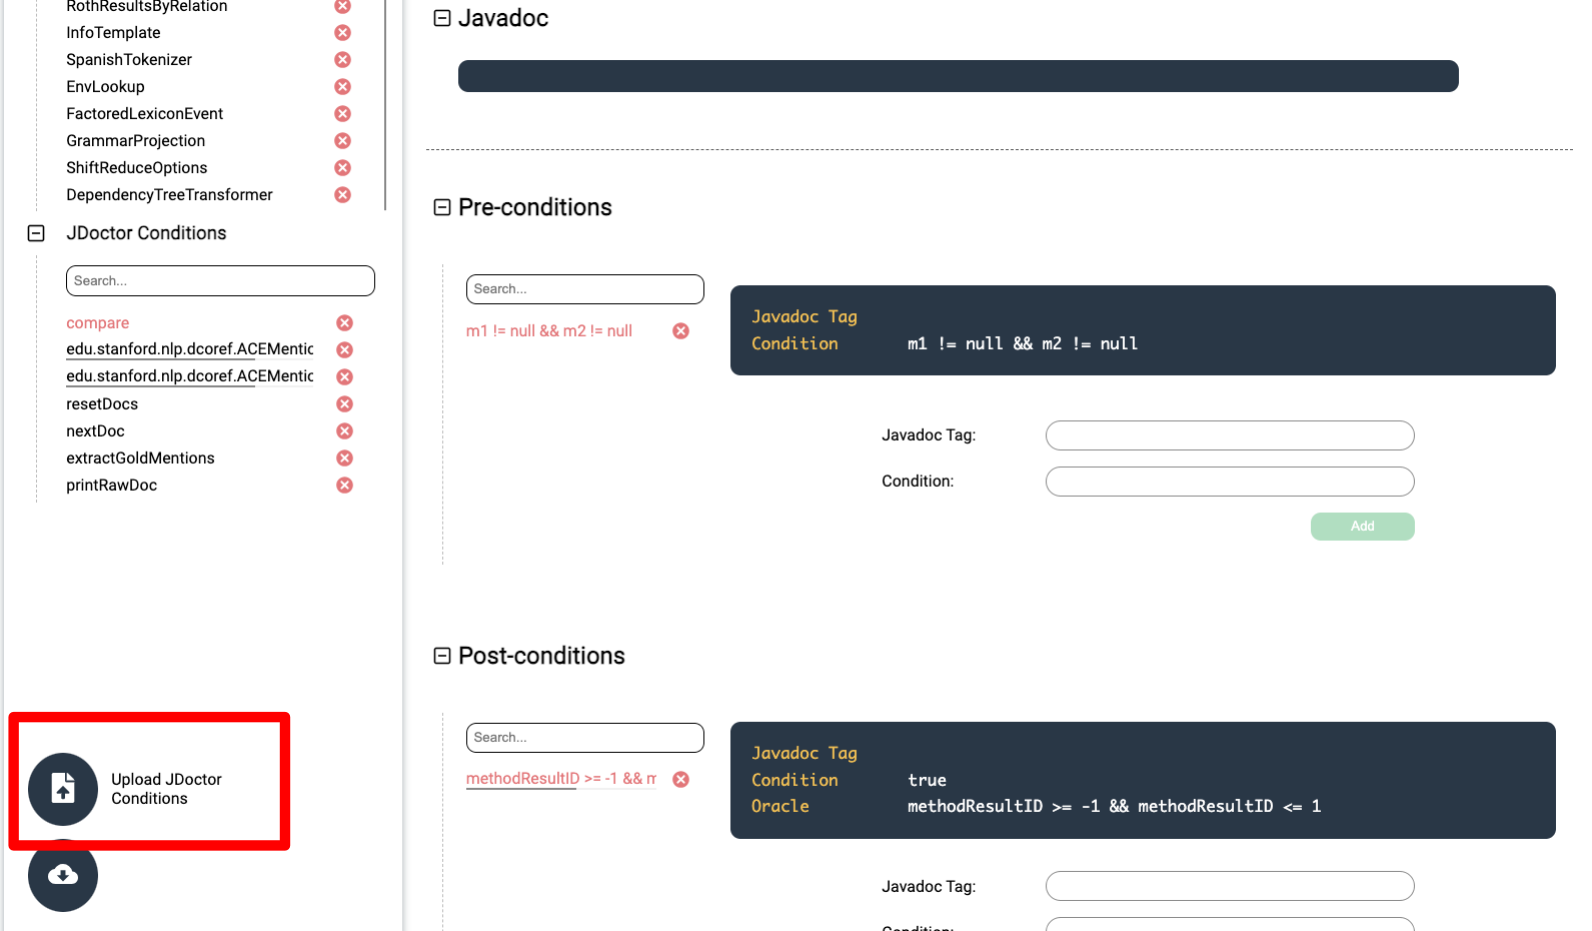 RothResultsByRelation
InfoTemplate
SpanishTokenizer
EnvLookup
FactoredLexiconEvent
GrammarProjection
ShiftReduceOptions
DependencyTreeTransformer
JDoctor Conditions
Search...
compare
edu.stanford.nlp.dcoref.ACEMentic
edu.stanford.nlp.dcoref.ACEMentic
resetDocs
nextDoc
extractGoldMentions
printRawDoc
Upload JDoctor
Conditions
Javadoc
Pre-conditions
Search...
m1 != null && m2 != null
Javadoc Tag
Condition m1 != null && m2 != null
Javadoc Tag:
Condition:
Add
Post-conditions
Search...
methodResultID >= -1 && m
Javadoc Tag
Condition true
Oracle methodResultID >= -1 && methodResultID <= 1
Javadoc Tag:
Condition: